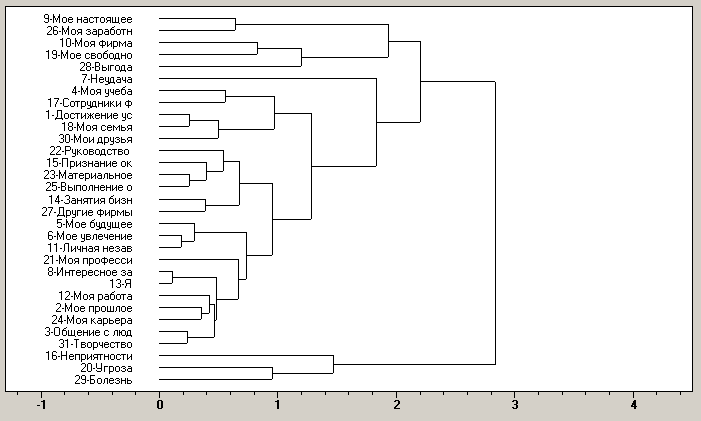 9-Мое настоящее
26-Моя заработн
10-Моя фирма
19-Мое свободно
28-Выгода
7-Неудача
4-Моя учеба
17-Сотрудники ф
1-Достижение ус
18-Моя семья
30-Мои друзья
22-Руководство
15-Признание ок
23-Материальное
25-Выполнение о
14-Занятия бизн
27-Другие фирмы
5-Мое будущее
6-Мое увлечение
11-Личная незав
21-Моя професси
8-Интересное за
13-Я
12-Моя работа
2-Мое прошлое
24-Моя карьера
3-Общение с люд
31-Творчество
16-Неприятности
20-Угроза
29-Болезнь
-1 0 1 2 3 4